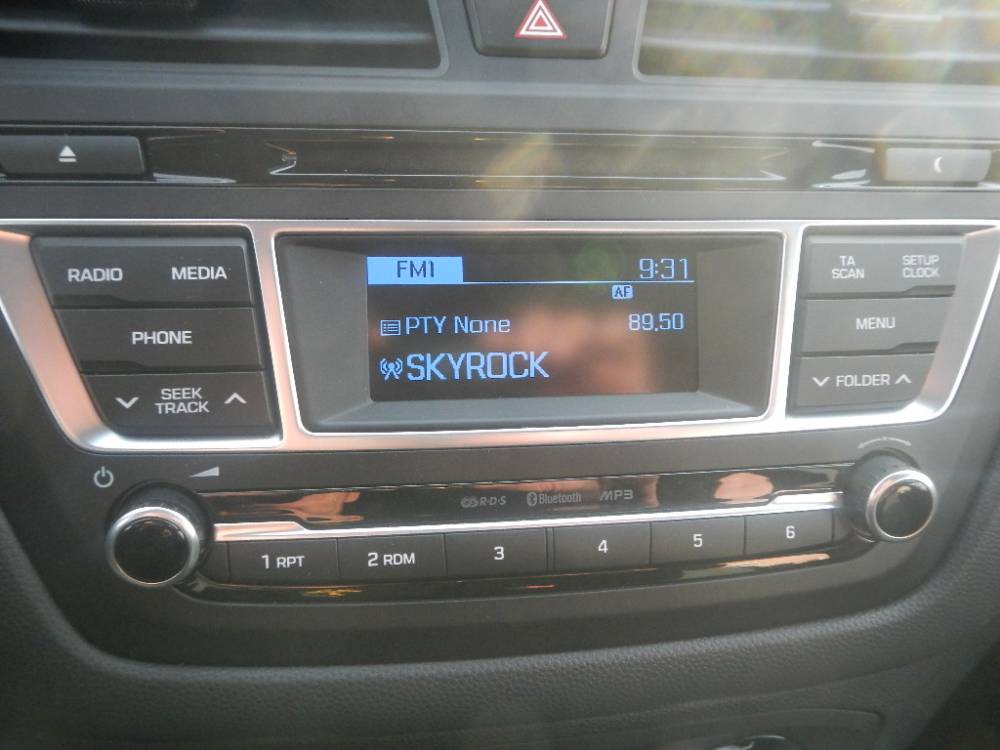 RADIO MEDIA
PHONE
SEEK
TRACK
FM1 9:31
AF
PTY None 89.50
SKYROCK
TA
SCAN
SETUP
CLOCK
MENU
FOLDER
R·D·S Bluetooth MP3
1 RPT 2 RDM 3 4 5 6